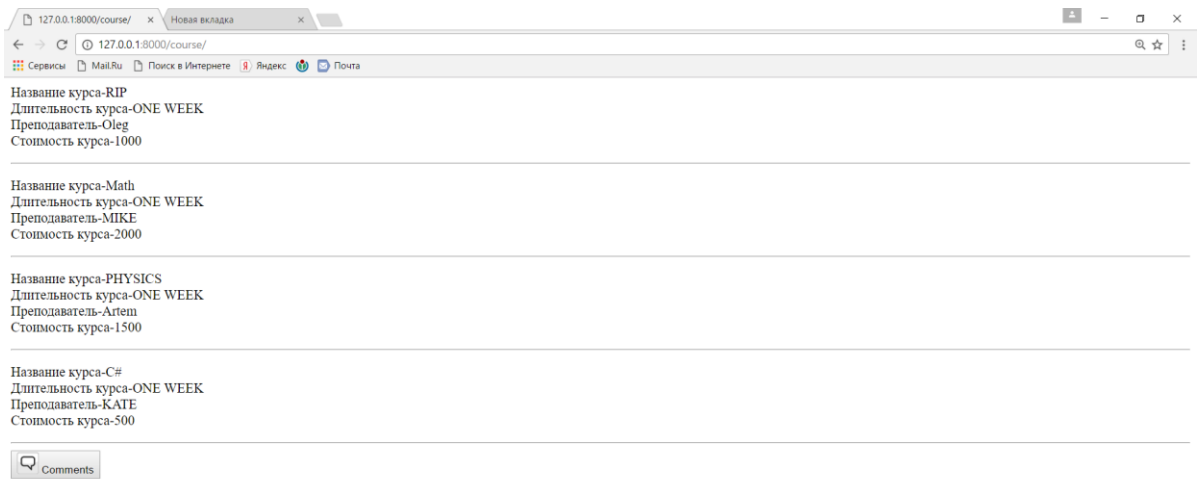 127.0.0.1:8000/course/
Новая вкладка
127.0.0.1:8000/course/
Сервисы Mail.Ru Поиск в Интернете Яндекс Почта
Название курса-RIP
Длительность курса-ONE WEEK
Преподаватель-Oleg
Стоимость курса-1000
Название курса-Math
Длительность курса-ONE WEEK
Преподаватель-MIKE
Стоимость курса-2000
Название курса-PHYSICS
Длительность курса-ONE WEEK
Преподаватель-Artem
Стоимость курса-1500
Название курса-C#
Длительность курса-ONE WEEK
Преподаватель-KATE
Стоимость курса-500
Comments